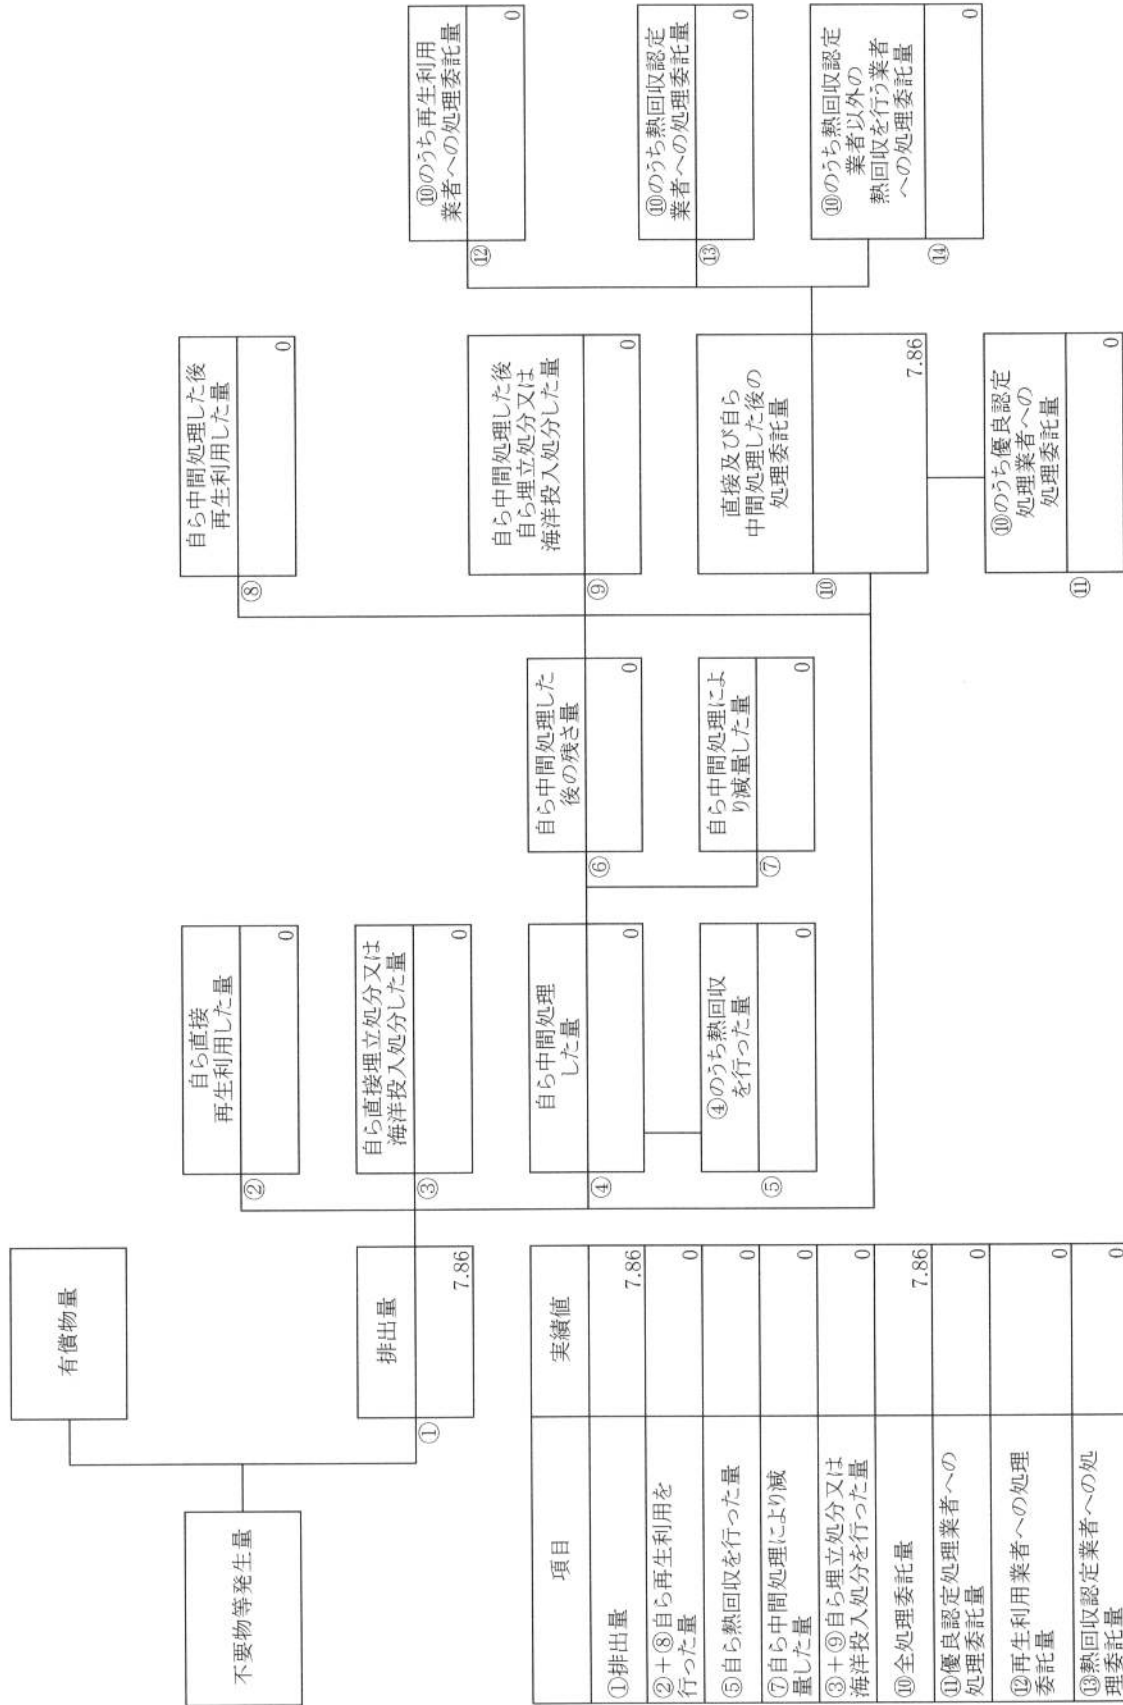 不要物等発生量
有償物量
排出量
①
7.86
自ら直接
再生利用した量
②
0
自ら直接埋立処分又は
海洋投入処分した量
③
0
自ら中間処理
した量
④
0
④のうち熱回収
を行った量
⑤
0
自ら中間処理した
後の残さ量
⑥
0
自ら中間処理によ
り減量した量
⑦
0
自ら中間処理した後
再生利用した量
⑧
0
自ら中間処理した後
自ら埋立処分又は
海洋投入処分した量
⑨
0
直接及び自ら
中間処理した後の
処理委託量
⑩
7.86
⑩のうち優良認定
処理業者への
処理委託量
⑪
0
⑩のうち再生利用
業者への処理委託量
⑫
0
⑩のうち熱回収認定
業者への処理委託量
⑬
0
⑩のうち熱回収認定
業者以外の
熱回収を行う業者
への処理委託量
⑭
0
項目 実績値
①排出量 7.86
②+⑧自ら再生利用を
行った量 0
⑤自ら熱回収を行った量 0
⑦自ら中間処理により減
量した量 0
③+⑨自ら埋立処分又は
海洋投入処分を行った量 0
⑩全処理委託量 7.86
⑪優良認定処理業者への
処理委託量 0
⑫再生利用業者への処理
委託量 0
⑬熱回収認定業者への処
理委託量 0